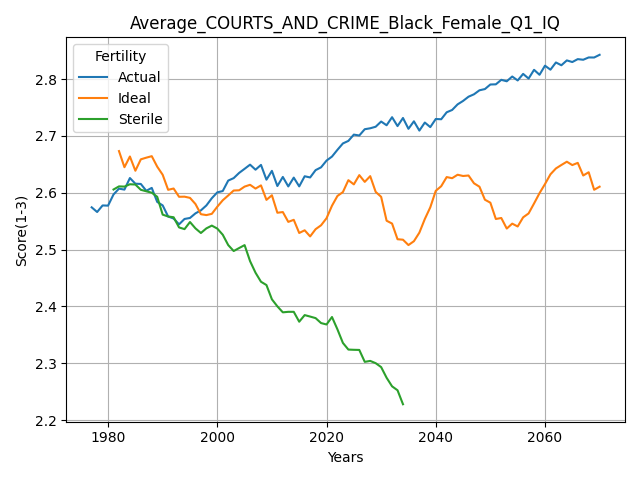 Average_COURTS_AND_CRIME_Black_Female_Q1_IQ
Fertility
Actual
Ideal
Sterile
Score(1-3)
2.8
2.7
2.6
2.5
2.4
2.3
2.2
1980 2000 2020 2040 2060
Years